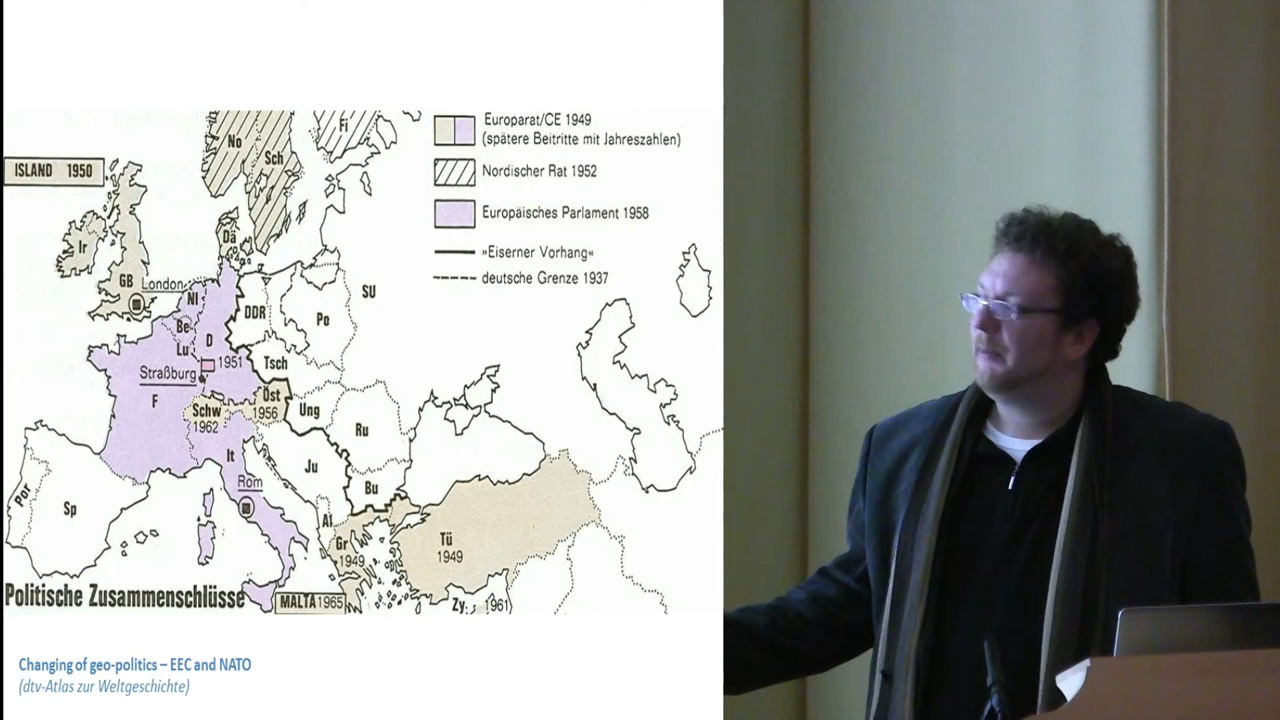 Europarat/CE 1949
(spätere Beitritte mit Jahreszahlen)
Nordischer Rat 1952
Europäisches Parlament 1958
»Eiserner Vorhang«
deutsche Grenze 1937
No
Sch
Fi
ISLAND 1950
Dä
Ir
GB
London
Nl
Be
Lu
D
1951
DDR
Po
SU
Straßburg
F
Tsch
Öst
1956
Schw
1962
Ung
Ru
It
Ju
Rom
Bu
Por
Sp
Al
Gr
1949
Tü
1949
Politische Zusammenschlüsse
MALTA 1965
Zy.
1961
Changing of geo-politics – EEC and NATO
(dtv-Atlas zur Weltgeschichte)